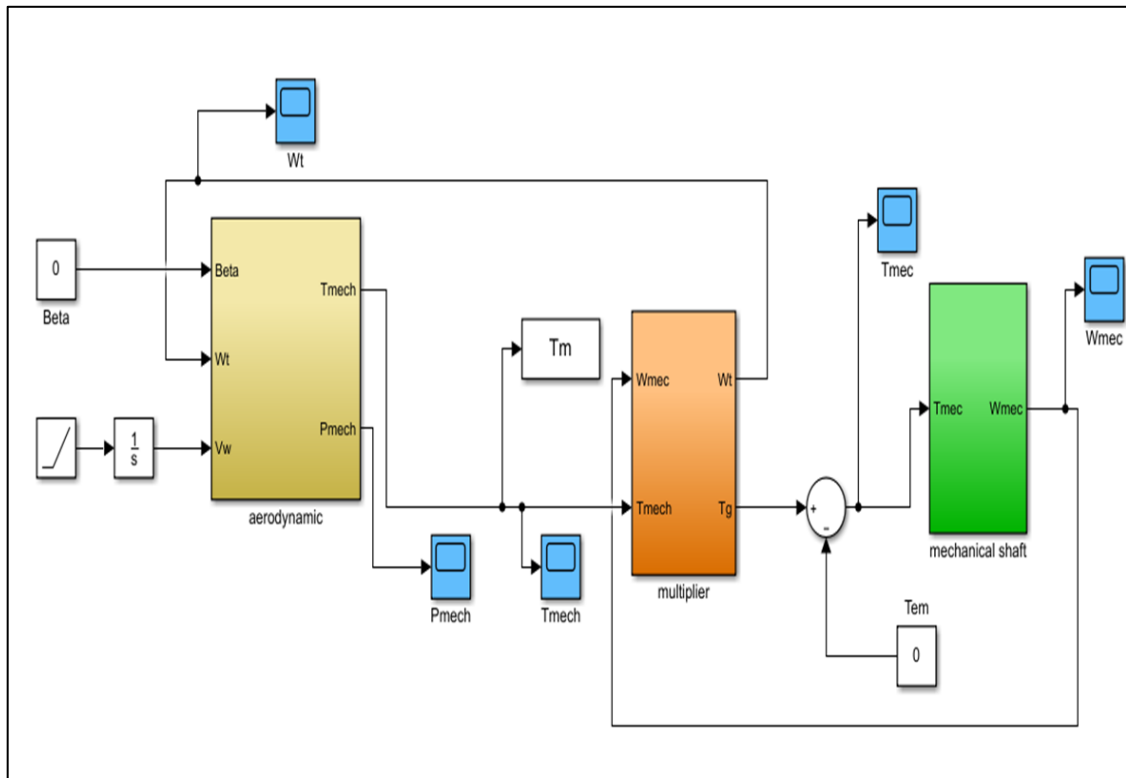 Wt
0
Beta
Beta
Wt
Vw
Tmech
Pmech
aerodynamic
1
s
Tm
Pmech
Tmech
Wmec
Tmech
Wt
Tg
multiplier
+
−
Tmec
Tem
0
Tmec
Wmec
mechanical shaft
Wmec